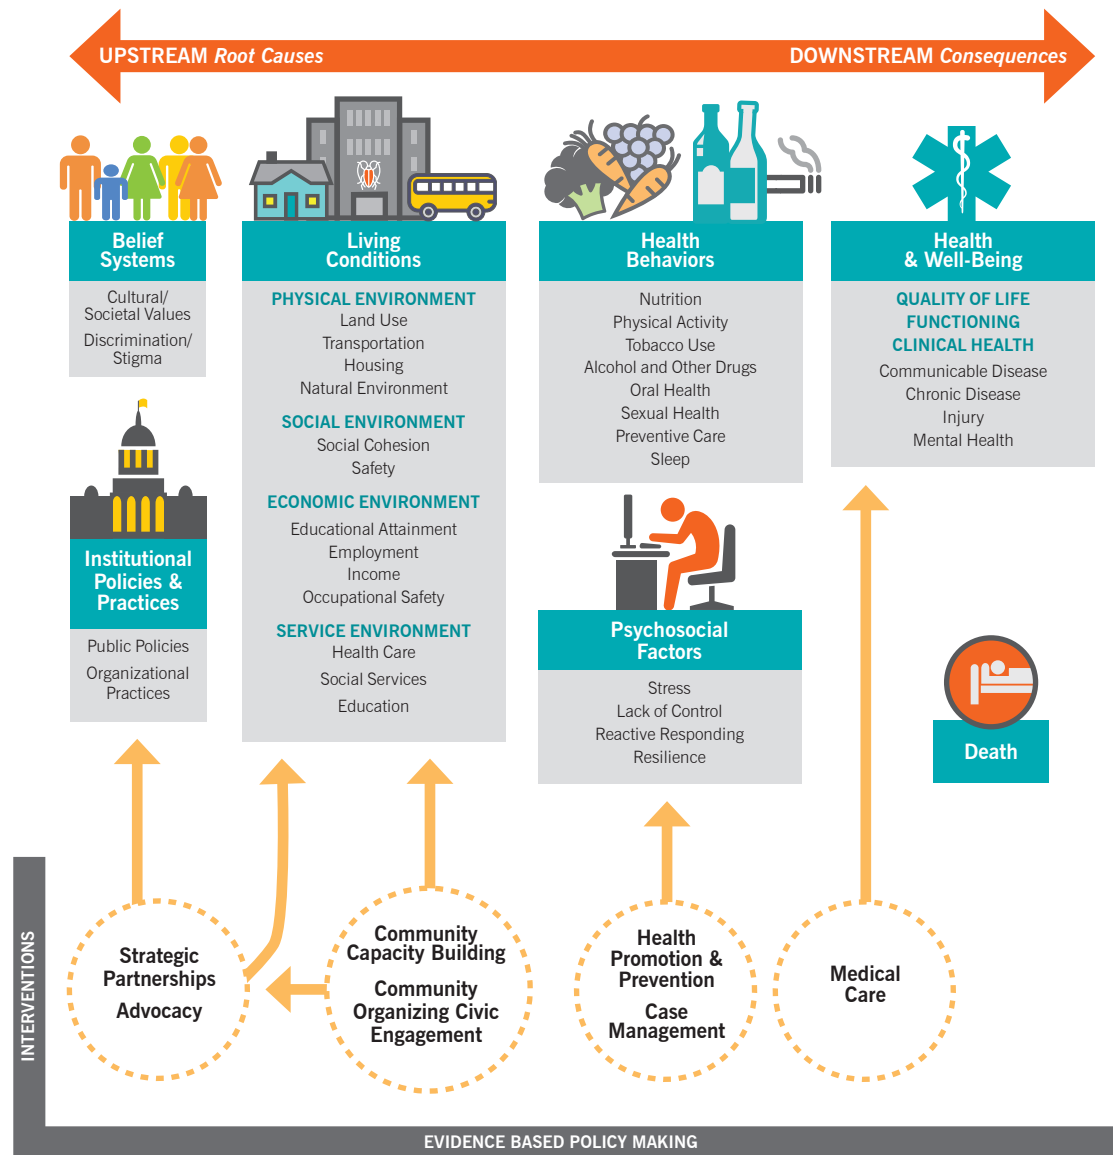 UPSTREAM Root Causes
DOWNSTREAM Consequences
Belief
Systems
Cultural/
Societal Values
Discrimination/
Stigma
Institutional
Policies &
Practices
Public Policies
Organizational
Practices
Living
Conditions
PHYSICAL ENVIRONMENT
Land Use
Transportation
Housing
Natural Environment
SOCIAL ENVIRONMENT
Social Cohesion
Safety
ECONOMIC ENVIRONMENT
Educational Attainment
Employment
Income
Occupational Safety
SERVICE ENVIRONMENT
Health Care
Social Services
Education
Health
Behaviors
Nutrition
Physical Activity
Tobacco Use
Alcohol and Other Drugs
Oral Health
Sexual Health
Preventive Care
Sleep
Psychosocial
Factors
Stress
Lack of Control
Reactive Responding
Resilience
Health
& Well-Being
QUALITY OF LIFE
FUNCTIONING
CLINICAL HEALTH
Communicable Disease
Chronic Disease
Injury
Mental Health
Death
INTERVENTIONS
Strategic
Partnerships
Advocacy
Community
Capacity Building
Community
Organizing Civic
Engagement
Health
Promotion &
Prevention
Case
Management
Medical
Care
EVIDENCE BASED POLICY MAKING